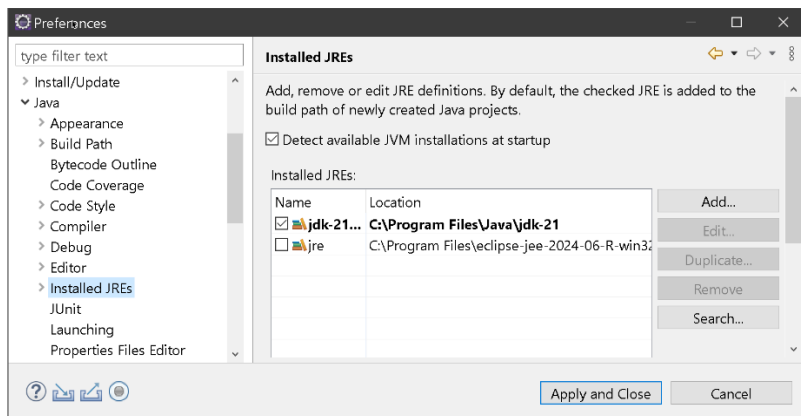 Preferences
type filter text
Install/Update
Java
Appearance
Build Path
Bytecode Outline
Code Coverage
Code Style
Compiler
Debug
Editor
Installed JREs
JUnit
Launching
Properties Files Editor
Installed JREs
Add, remove or edit JRE definitions. By default, the checked JRE is added to the
build path of newly created Java projects.
Detect available JVM installations at startup
Installed JREs:
Name Location
jdk-21... C:\Program Files\Java\jdk-21
jre C:\Program Files\eclipse-jee-2024-06-R-win32
Add...
Edit...
Duplicate...
Remove
Search...
Apply and Close Cancel